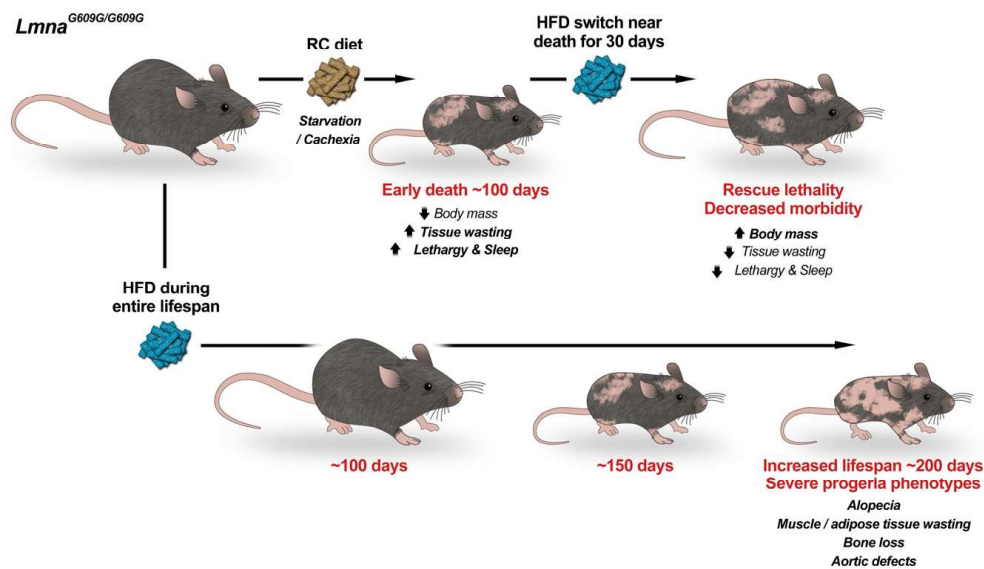 Lmna G609G/G609G
RC diet
Starvation
/ Cachexia
Early death ~100 days
Body mass
Tissue wasting
Lethargy & Sleep
HFD switch near
death for 30 days
Rescue lethality
Decreased morbidity
Body mass
Tissue wasting
Lethargy & Sleep
HFD during
entire lifespan
~100 days
~150 days
Increased lifespan ~200 days
Severe progeria phenotypes
Alopecia
Muscle / adipose tissue wasting
Bone loss
Aortic defects